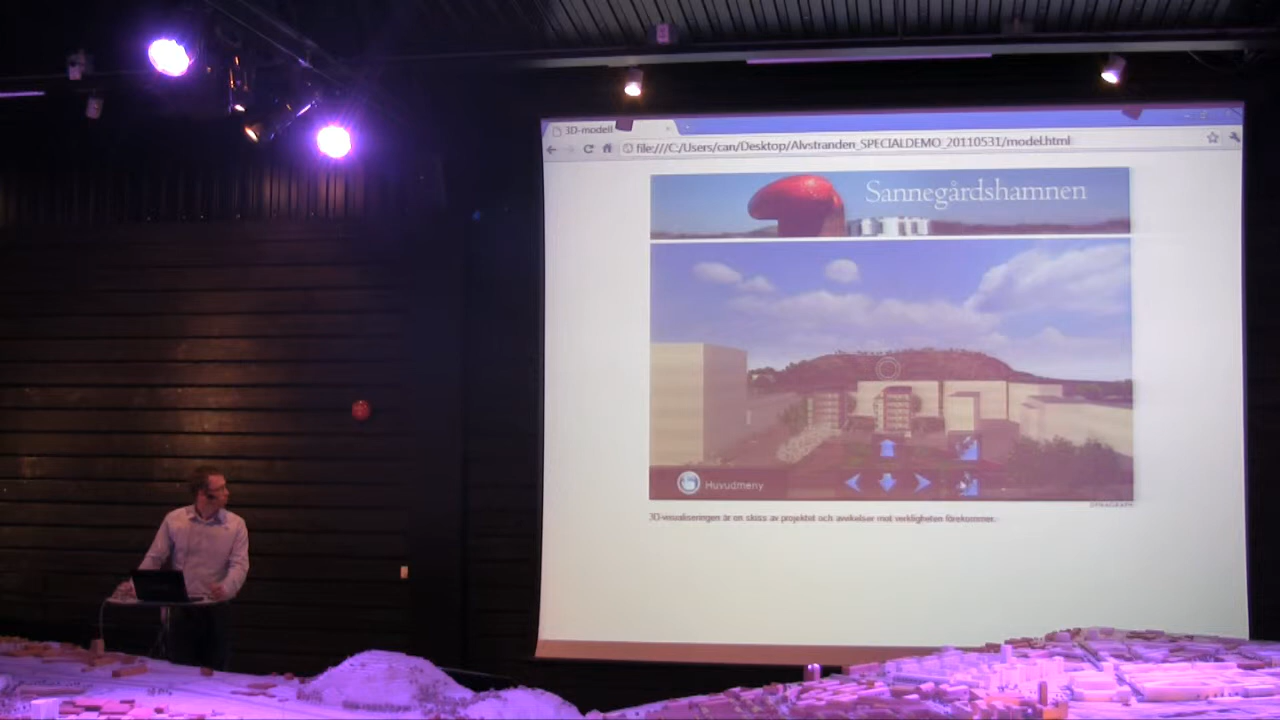 3D-modell
file:///C:/Users/can/Desktop/Alvstranden_SPECIALDEMO_20110531/model.html
Sannegårdshamnen
Huvudmeny
3D-visualiseringen är en skiss av projektet och avvikelser mot verkligheten förekommer.